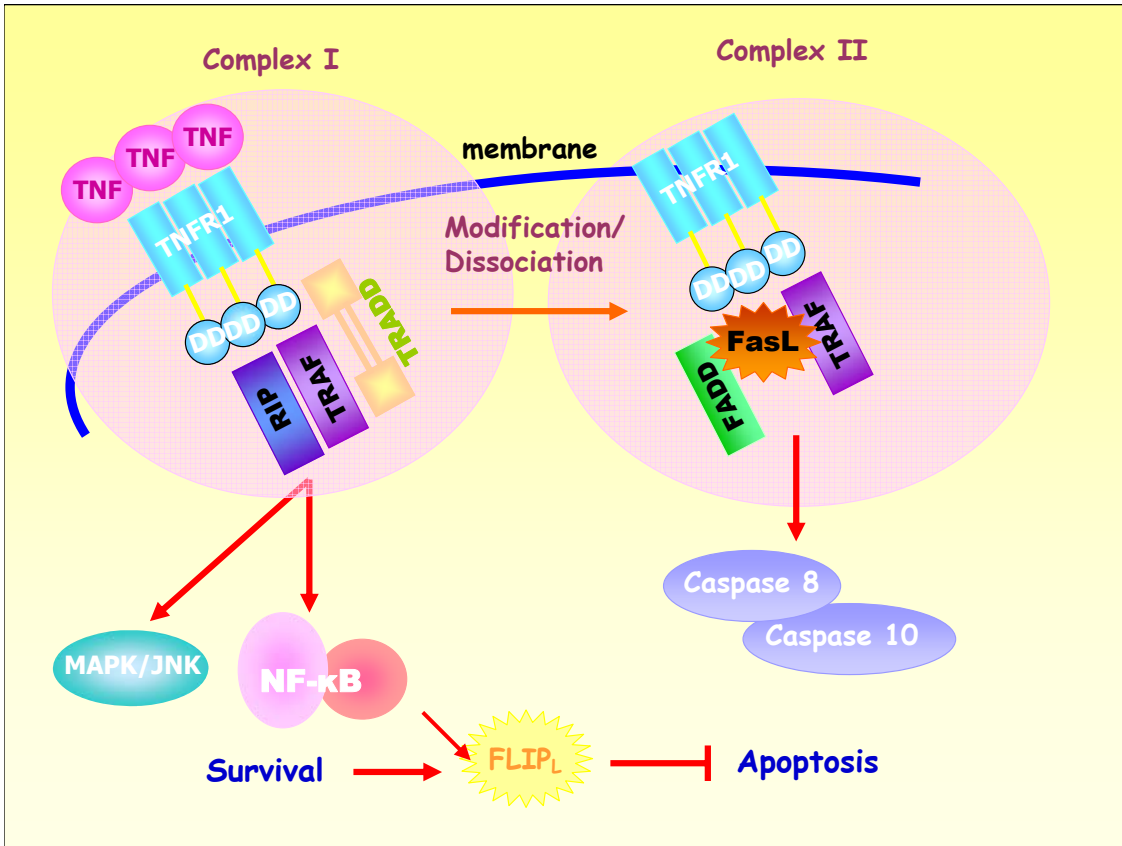 Complex I
Complex II
TNF
TNF
TNF
membrane
TNFR1
TNFR1
Modification/
Dissociation
DD
DD
DD
DD
DD
DD
TRADD
RIP
TRAF
FasL
TRAF
FADD
Caspase 8
Caspase 10
MAPK/JNK
NF-κB
Survival
FLIPL
Apoptosis